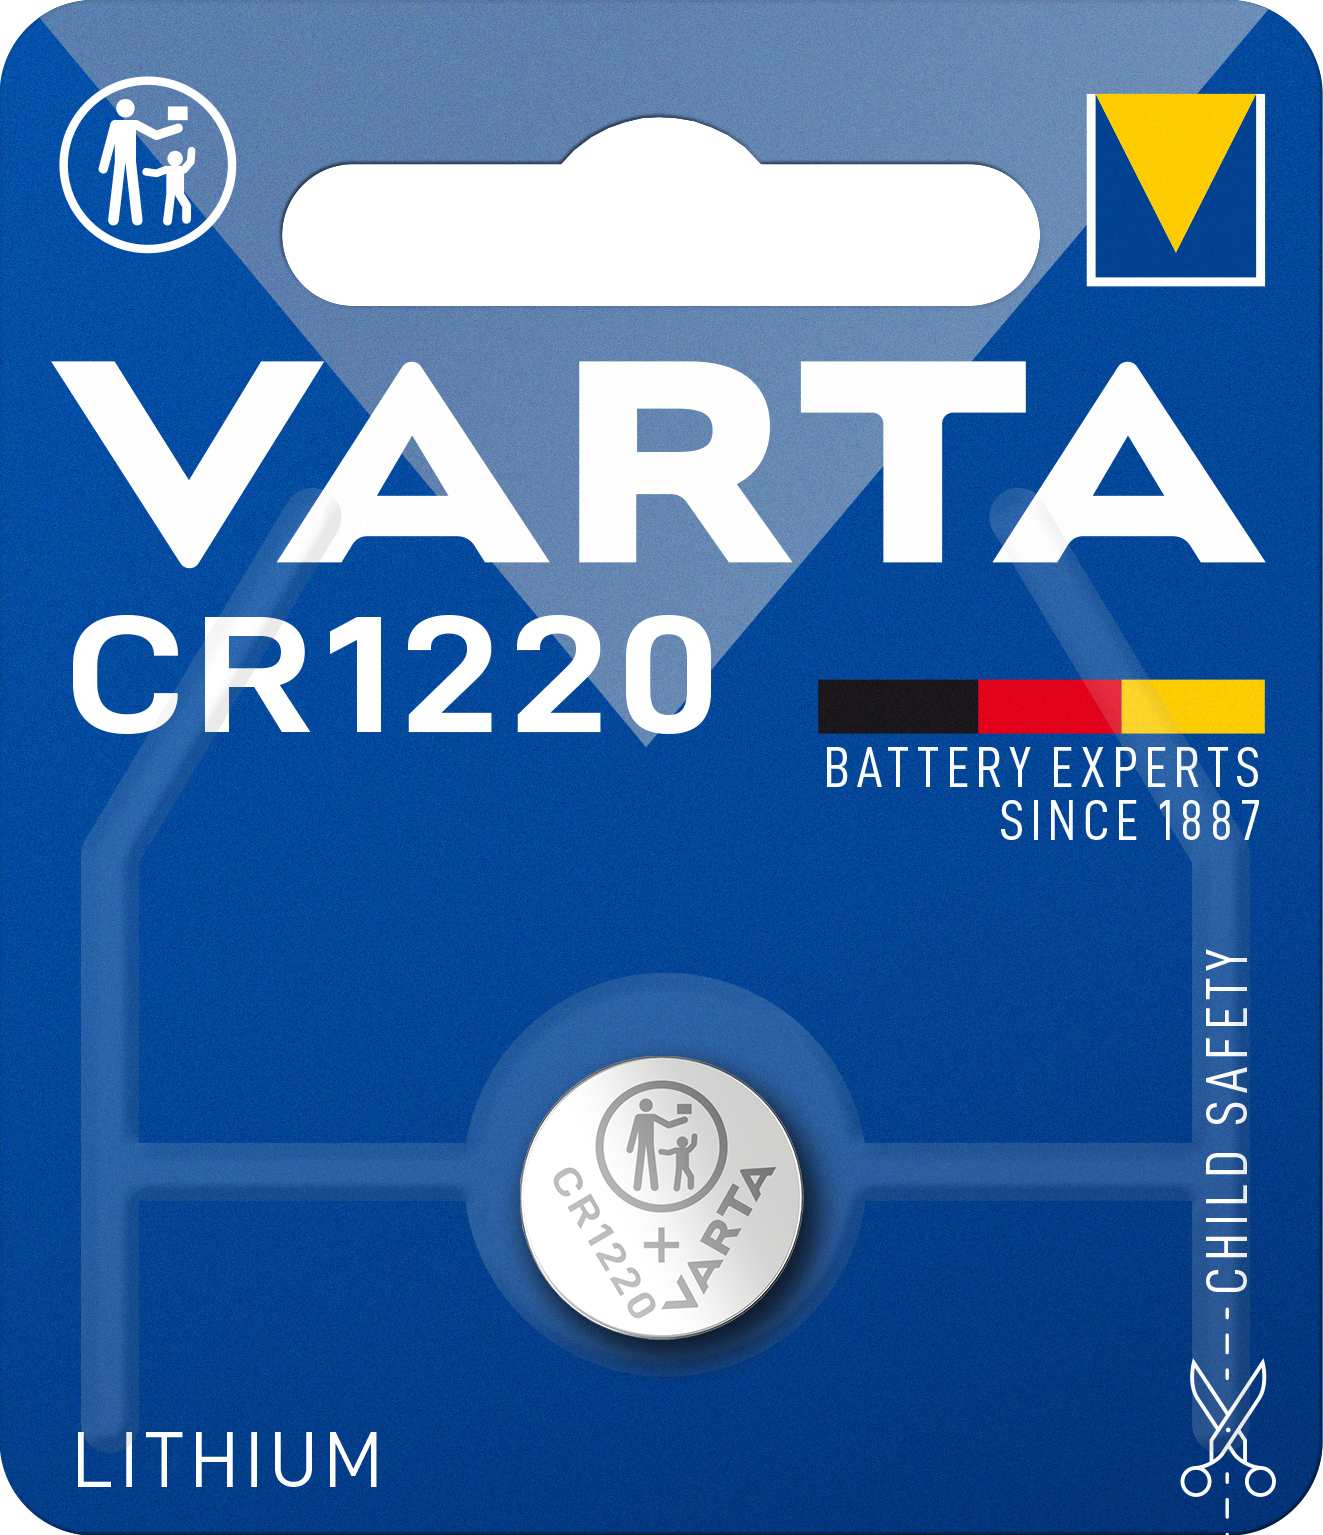 VARTA
CR1220
BATTERY EXPERTS
SINCE 1887
CHILD SAFETY
CR1220
+
VARTA
LITHIUM